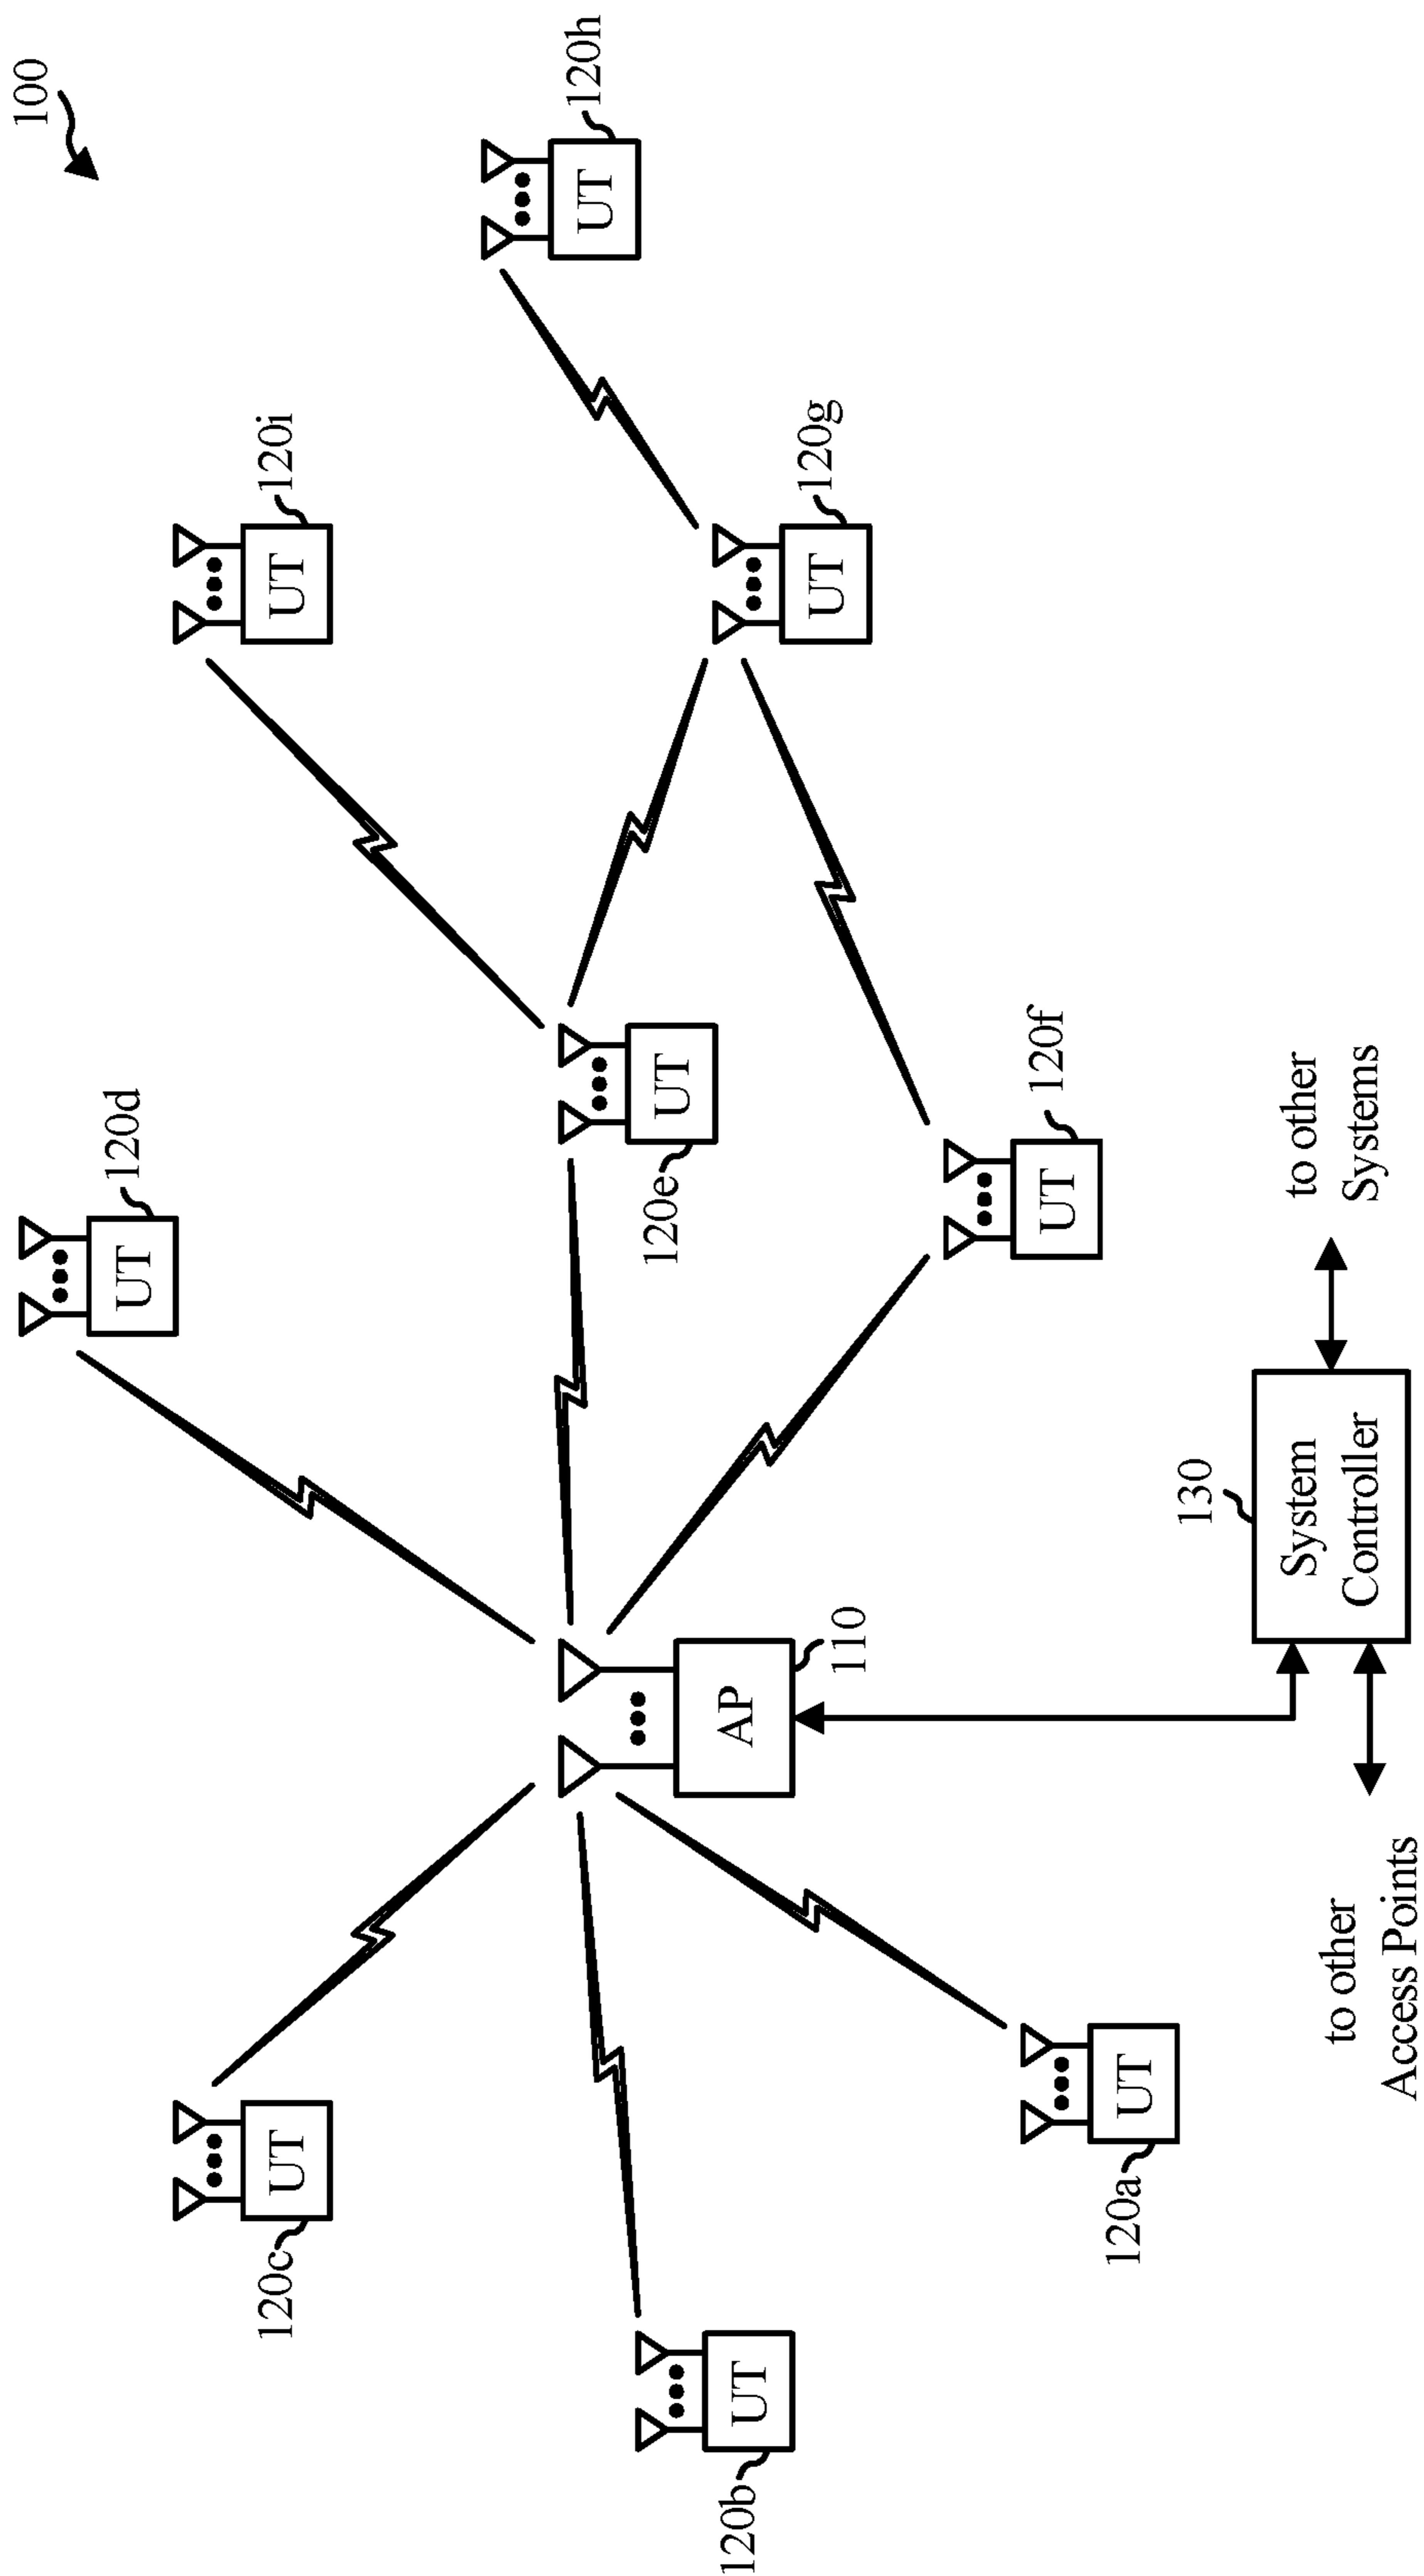 100
120d
UT
120i
UT
120c
UT
120h
UT
120e
UT
120b
UT
AP
110
120g
UT
120f
UT
120a
UT
130
System
Controller
to other
Systems
to other
Access Points